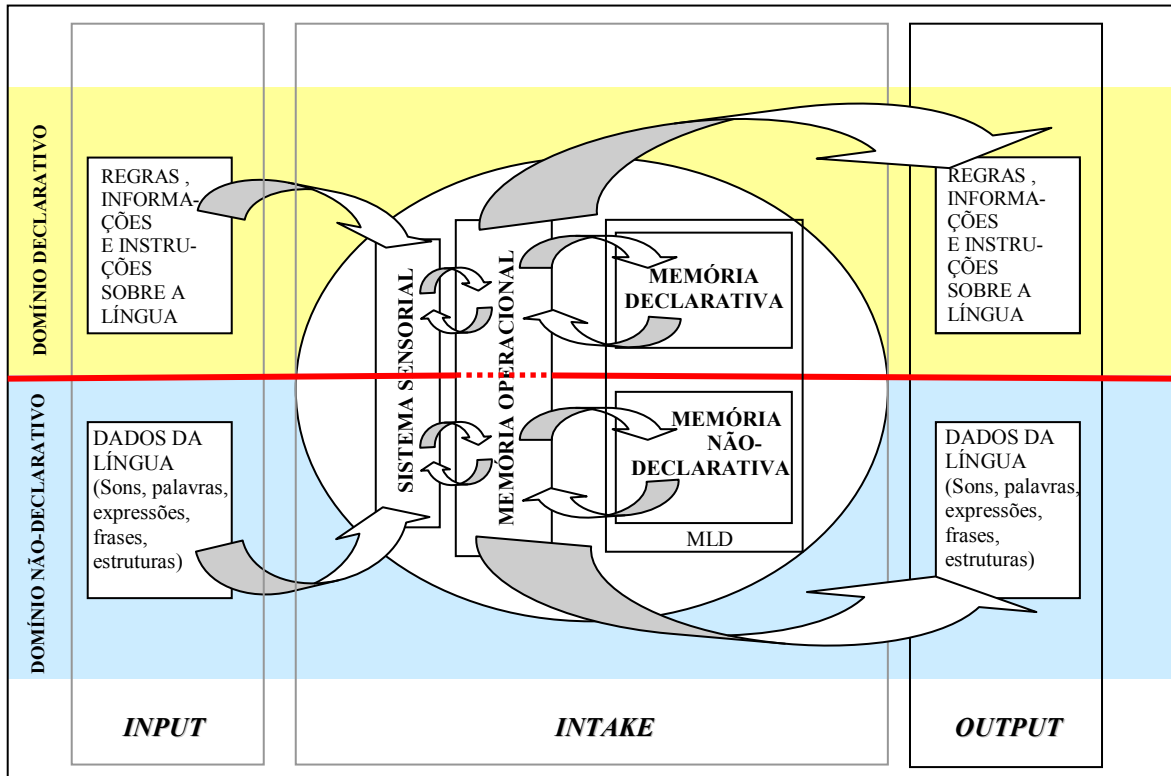 DOMÍNIO DECLARATIVO
REGRAS ,
INFORMA-
ÇÕES
E INSTRU-
ÇÕES
SOBRE A
LÍNGUA
SISTEMA SENSORIAL
MEMÓRIA OPERACIONAL
MEMÓRIA
DECLARATIVA
REGRAS ,
INFORMA-
ÇÕES
E INSTRU-
ÇÕES
SOBRE A
LÍNGUA
DOMÍNIO NÃO-DECLARATIVO
DADOS DA
LÍNGUA
(Sons, palavras,
expressões,
frases,
estruturas)
MEMÓRIA
NÃO-
DECLARATIVA
MLD
DADOS DA
LÍNGUA
(Sons, palavras,
expressões,
frases,
estruturas)
INPUT
INTAKE
OUTPUT